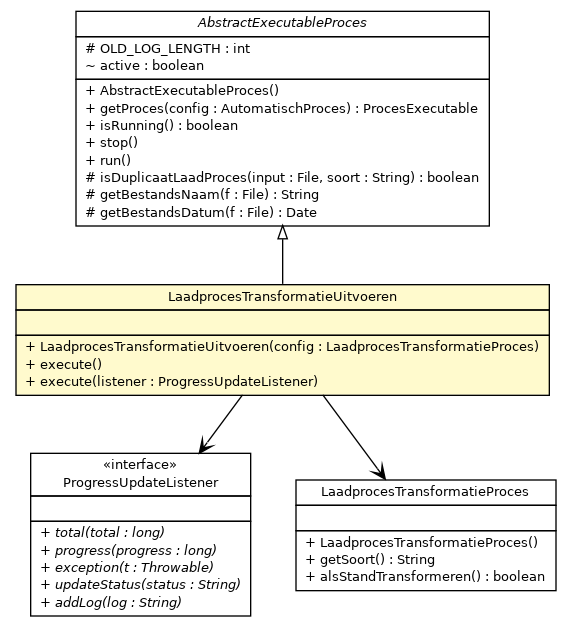 AbstractExecutableProces
# OLD_LOG_LENGTH : int
~ active : boolean
+ AbstractExecutableProces()
+ getProces(config : AutomatischProces) : ProcesExecutable
+ isRunning() : boolean
+ stop()
+ run()
# isDuplicaatLaadProces(input : File, soort : String) : boolean
# getBestandsNaam(f : File) : String
# getBestandsDatum(f : File) : Date
LaadprocesTransformatieUitvoeren
+ LaadprocesTransformatieUitvoeren(config : LaadprocesTransformatieProces)
+ execute()
+ execute(listener : ProgressUpdateListener)
«interface»
ProgressUpdateListener
+ total(total : long)
+ progress(progress : long)
+ exception(t : Throwable)
+ updateStatus(status : String)
+ addLog(log : String)
LaadprocesTransformatieProces
+ LaadprocesTransformatieProces()
+ getSoort() : String
+ alsStandTransformeren() : boolean